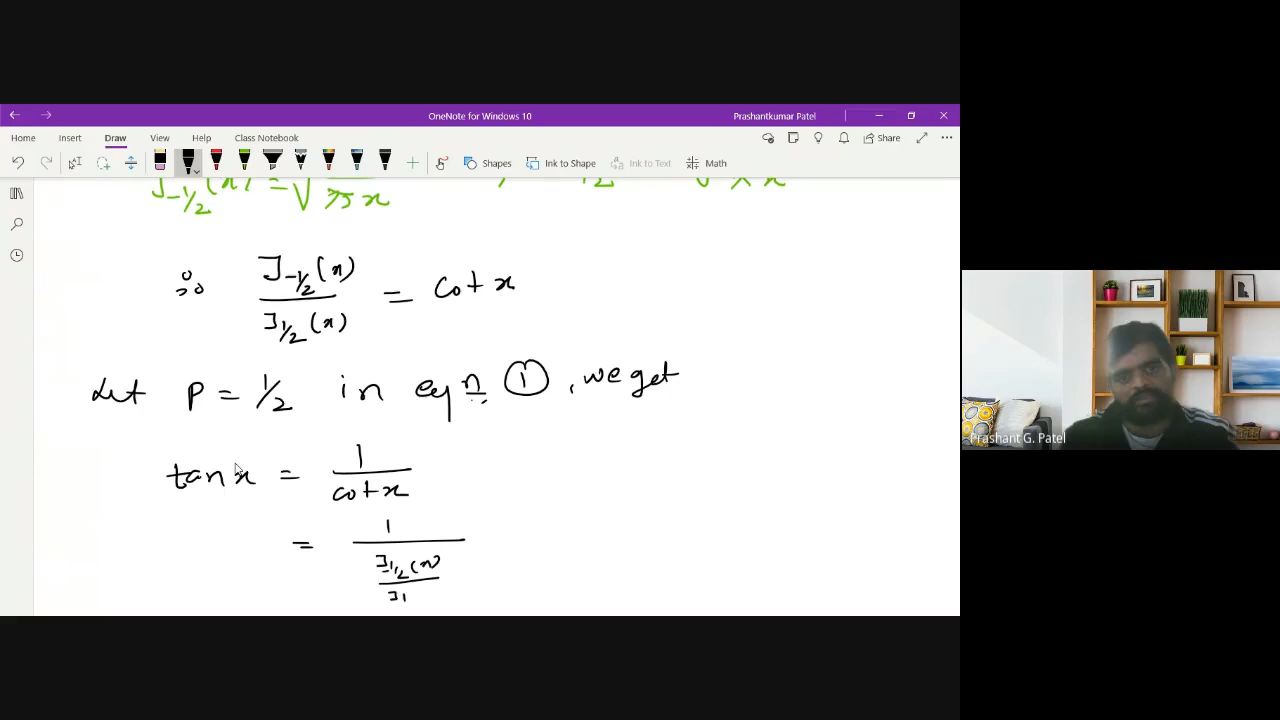 OneNote for Windows 10
Prashantkumar Patel
Home Insert Draw View Help Class Notebook
Share
Shapes Ink to Shape Ink to Text Math
J-1/2(x) = √ πx
∴ J-1/2(x) / J1/2(x) = cot x
Let P = 1/2 in eqn ①, we get
tan x = 1 / cot x
= 1 / (J-1/2(x) / J1
Prashant G. Patel